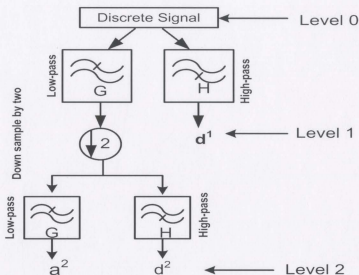 Discrete Signal
Level 0
Low-pass
G
H
High-pass
d¹
Level 1
Down sample by two
2
Low-pass
G
H
High-pass
a²
d²
Level 2